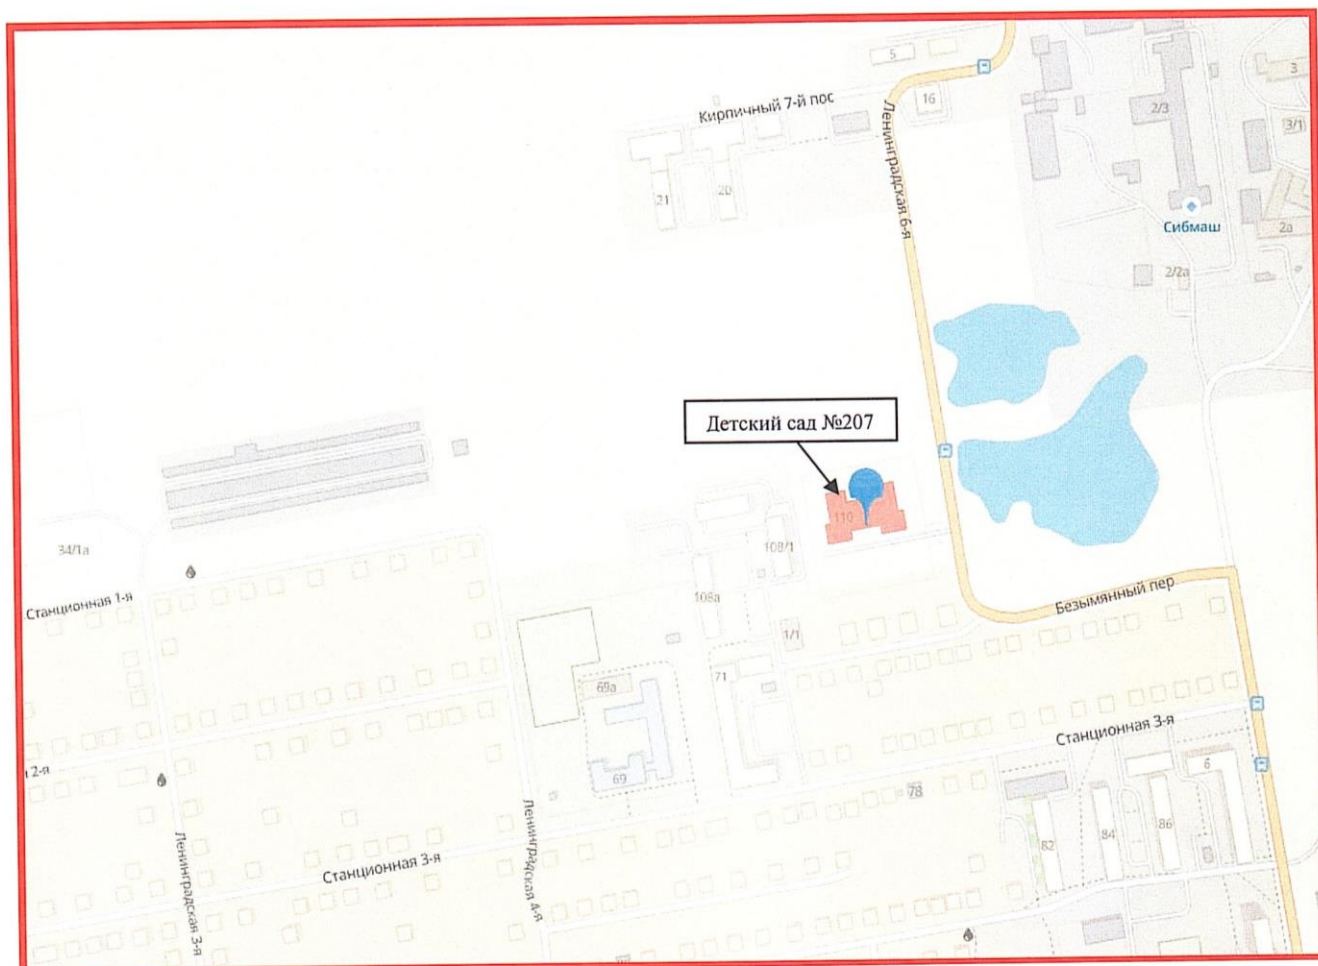 5
3
Кирпичный 7-й пос
16
2/3
3/1
Ленинградская 6-я
21
20
2а
Сибмаш
2/2а
Детский сад №207
110
34/1а
108/1
Станционная 1-я
108а
Безымянный пер
1/1
71
69а
Станционная 3-я
2-я
69
6
78
82
84
86
Ленинградская 3-я
Станционная 3-я
Ленинградская 4-я